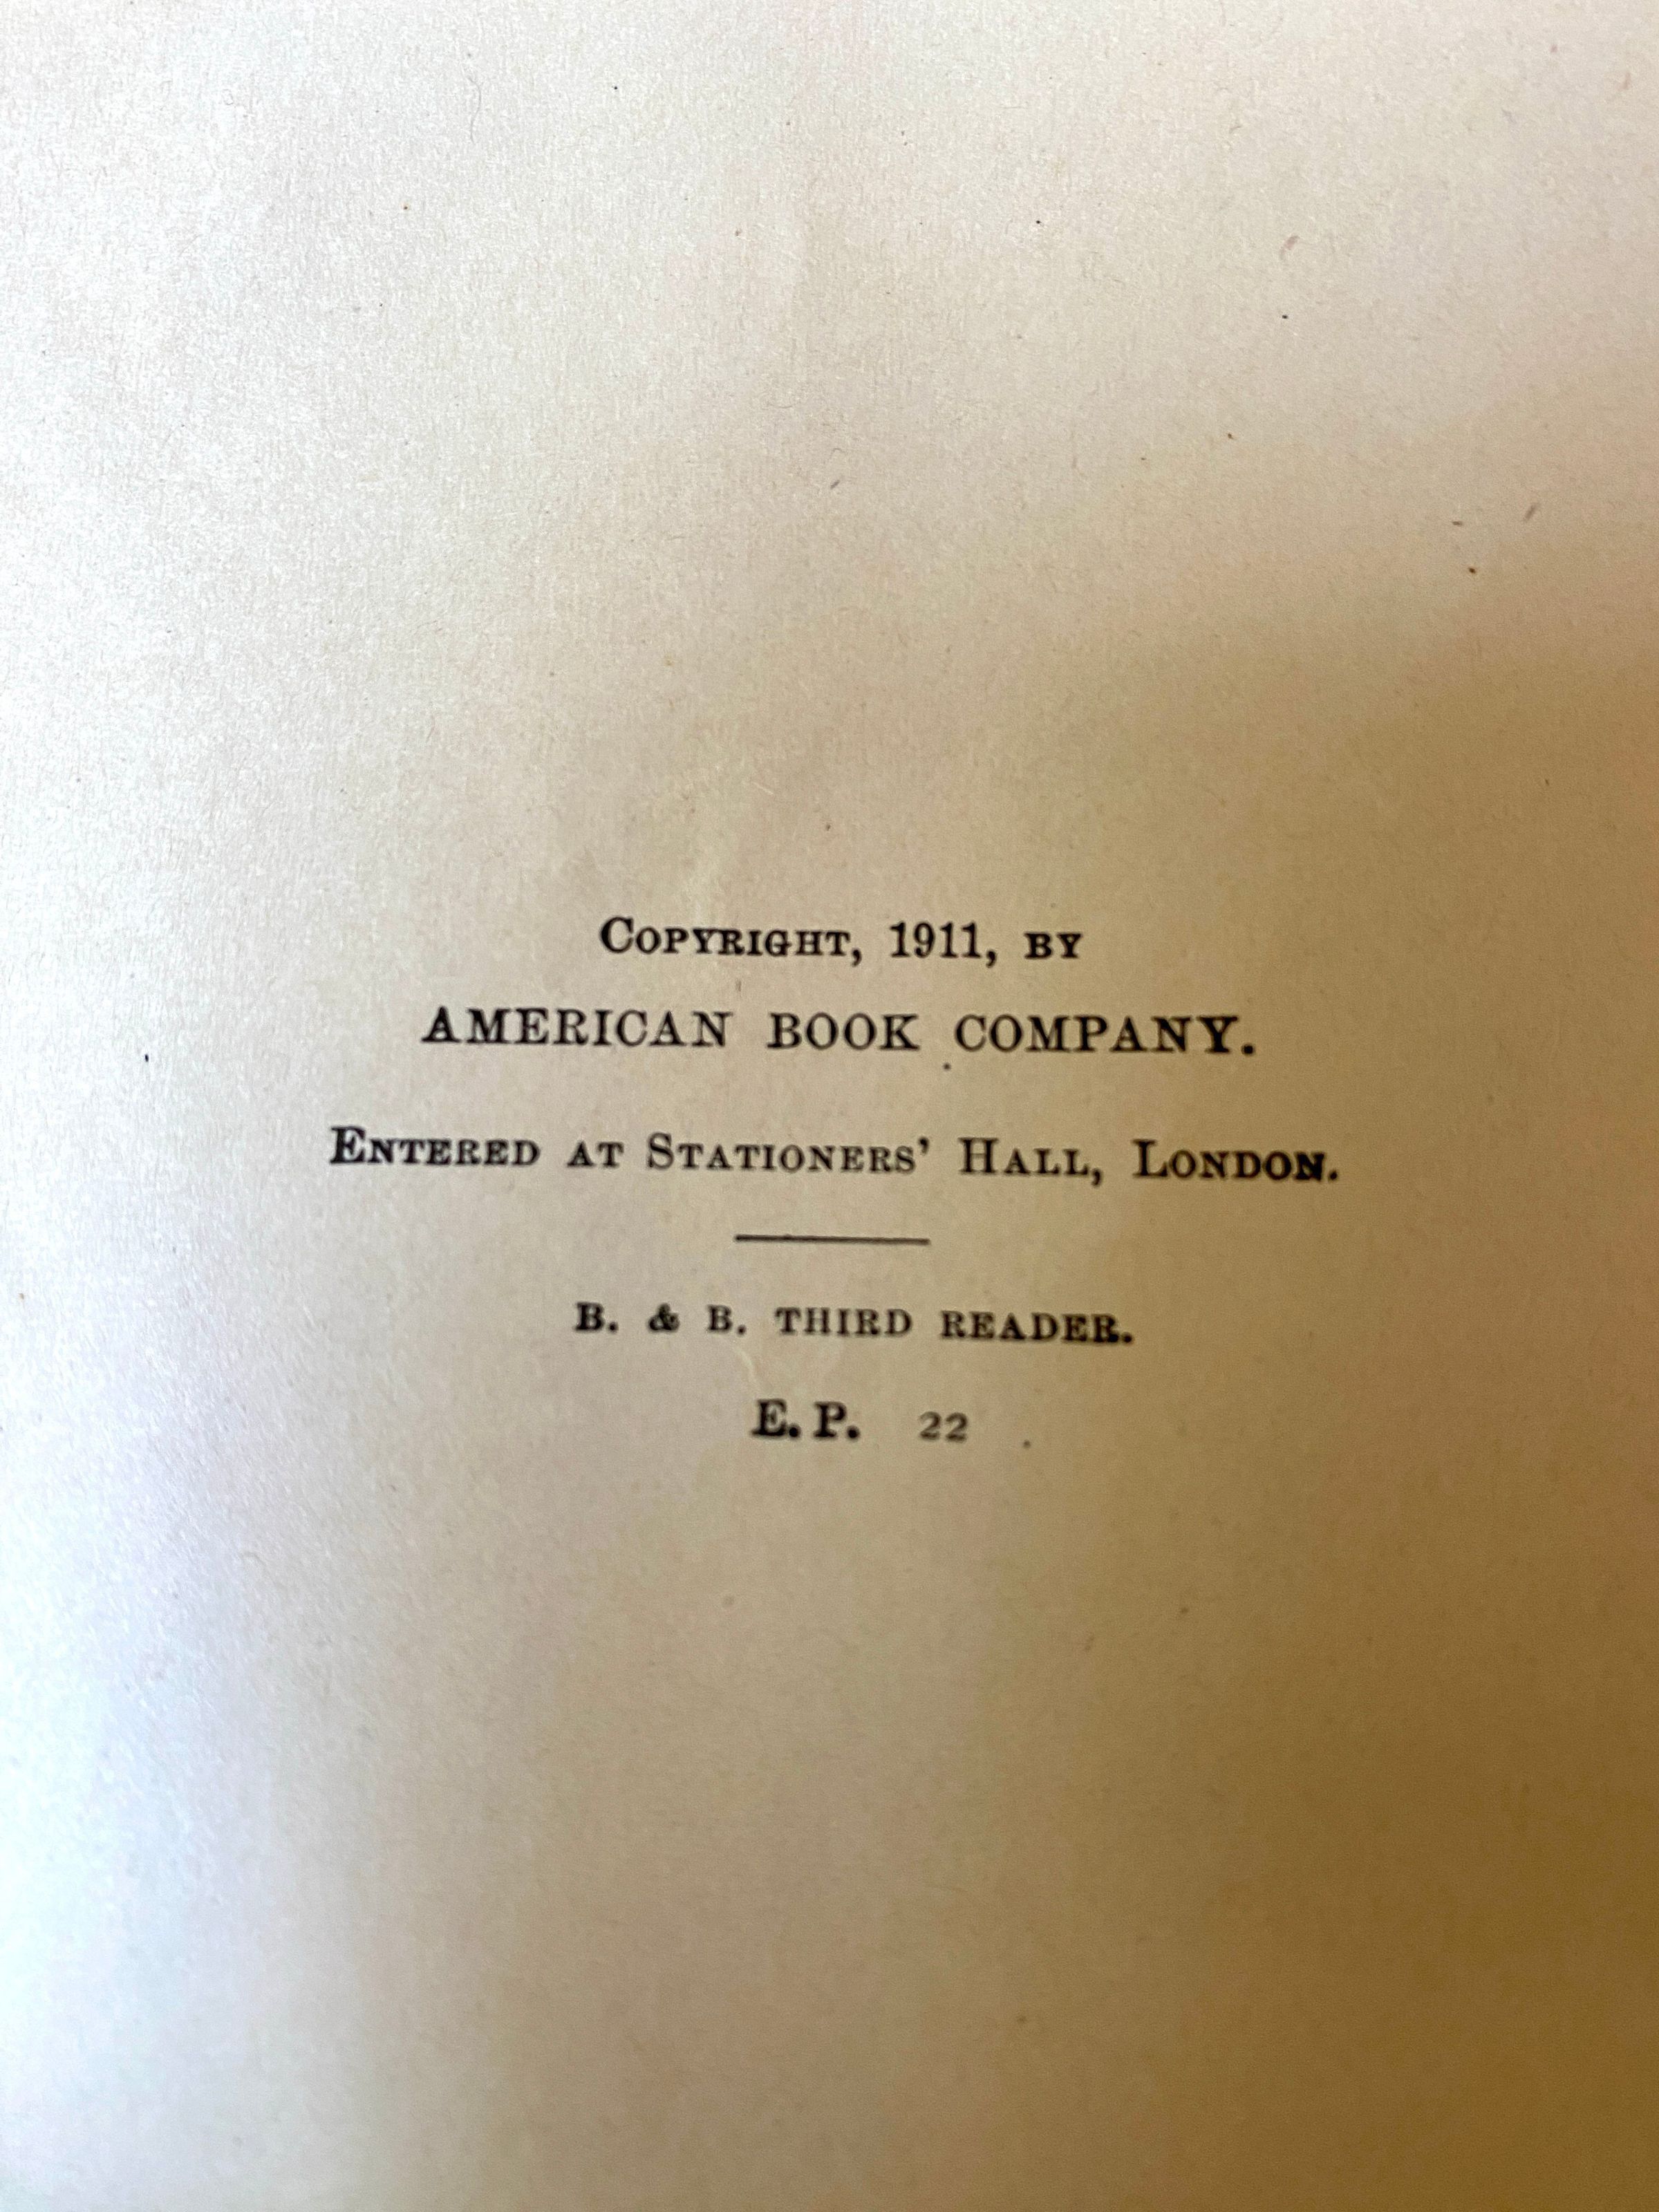 COPYRIGHT, 1911, BY
AMERICAN BOOK COMPANY.
ENTERED AT STATIONERS' HALL, LONDON.
B. & B. THIRD READER.
E. P. 22